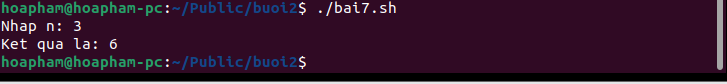 hoapham@hoapham-pc:~/Public/buoi2$ ./bai7.sh
Nhap n: 3
Ket qua la: 6
hoapham@hoapham-pc:~/Public/buoi2$